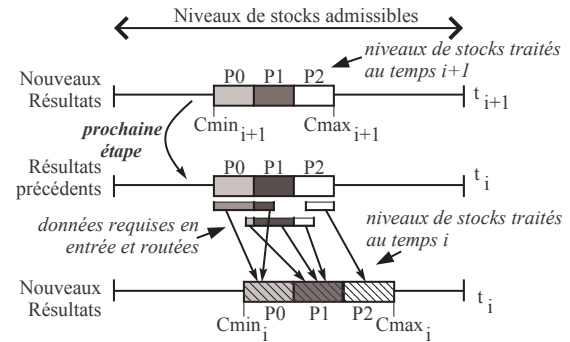 Niveaux de stocks admissibles
niveaux de stocks traités
au temps i+1
P0 P1 P2
Nouveaux
Résultats
t i+1
Cmin i+1 Cmax i+1
prochaine
étape
P0 P1 P2
Résultats
précédents
t i
données requises en
entrée et routées
niveaux de stocks traités
au temps i
Nouveaux
Résultats
t i
P0 P1 P2
Cmin i Cmax i